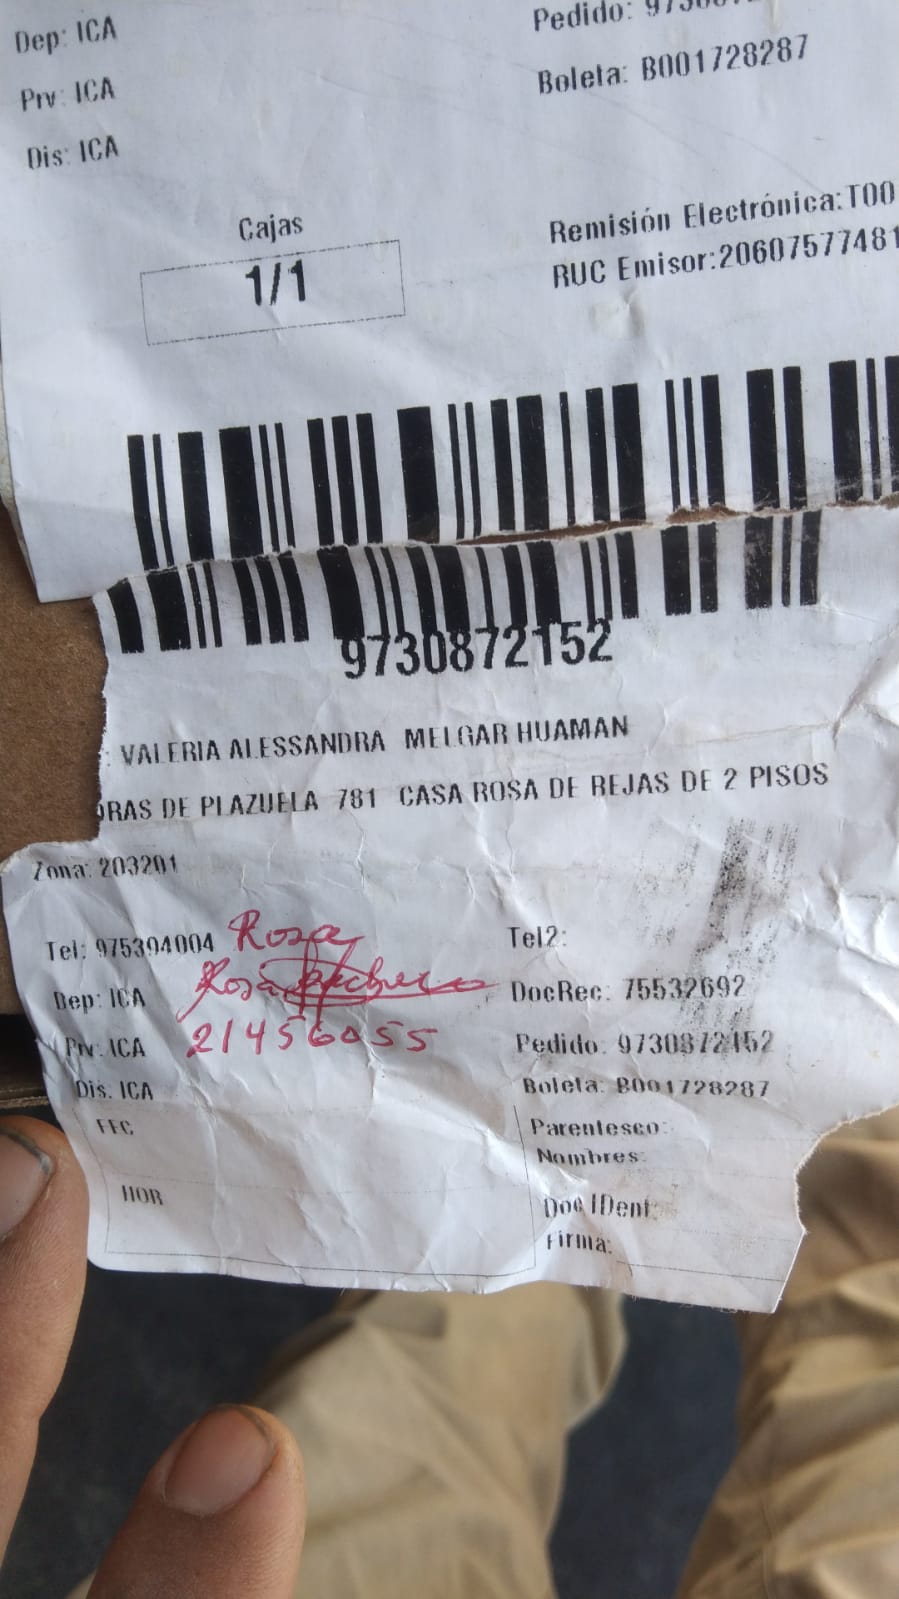 Dep: ICA
Pedido:
Prv: ICA
Boleta: B001728287
Dis: ICA
Cajas
1/1
Remisión Electrónica:T00
RUC Emisor:20607577481
9730872152
VALERIA ALESSANDRA MELGAR HUAMAN
RAS DE PLAZUELA 781 CASA ROSA DE REJAS DE 2 PISOS
Zona: 203201
Tel: 975394004 Rosa
Tel2:
Dep: ICA Rosa
DocRec: 75532692
Prv: ICA 21456055
Pedido: 9730872152
Dis. ICA
Boleta: B001728287
FEC
Parentesco:
Nombres:
HOR
Doc IDent:
Firma: